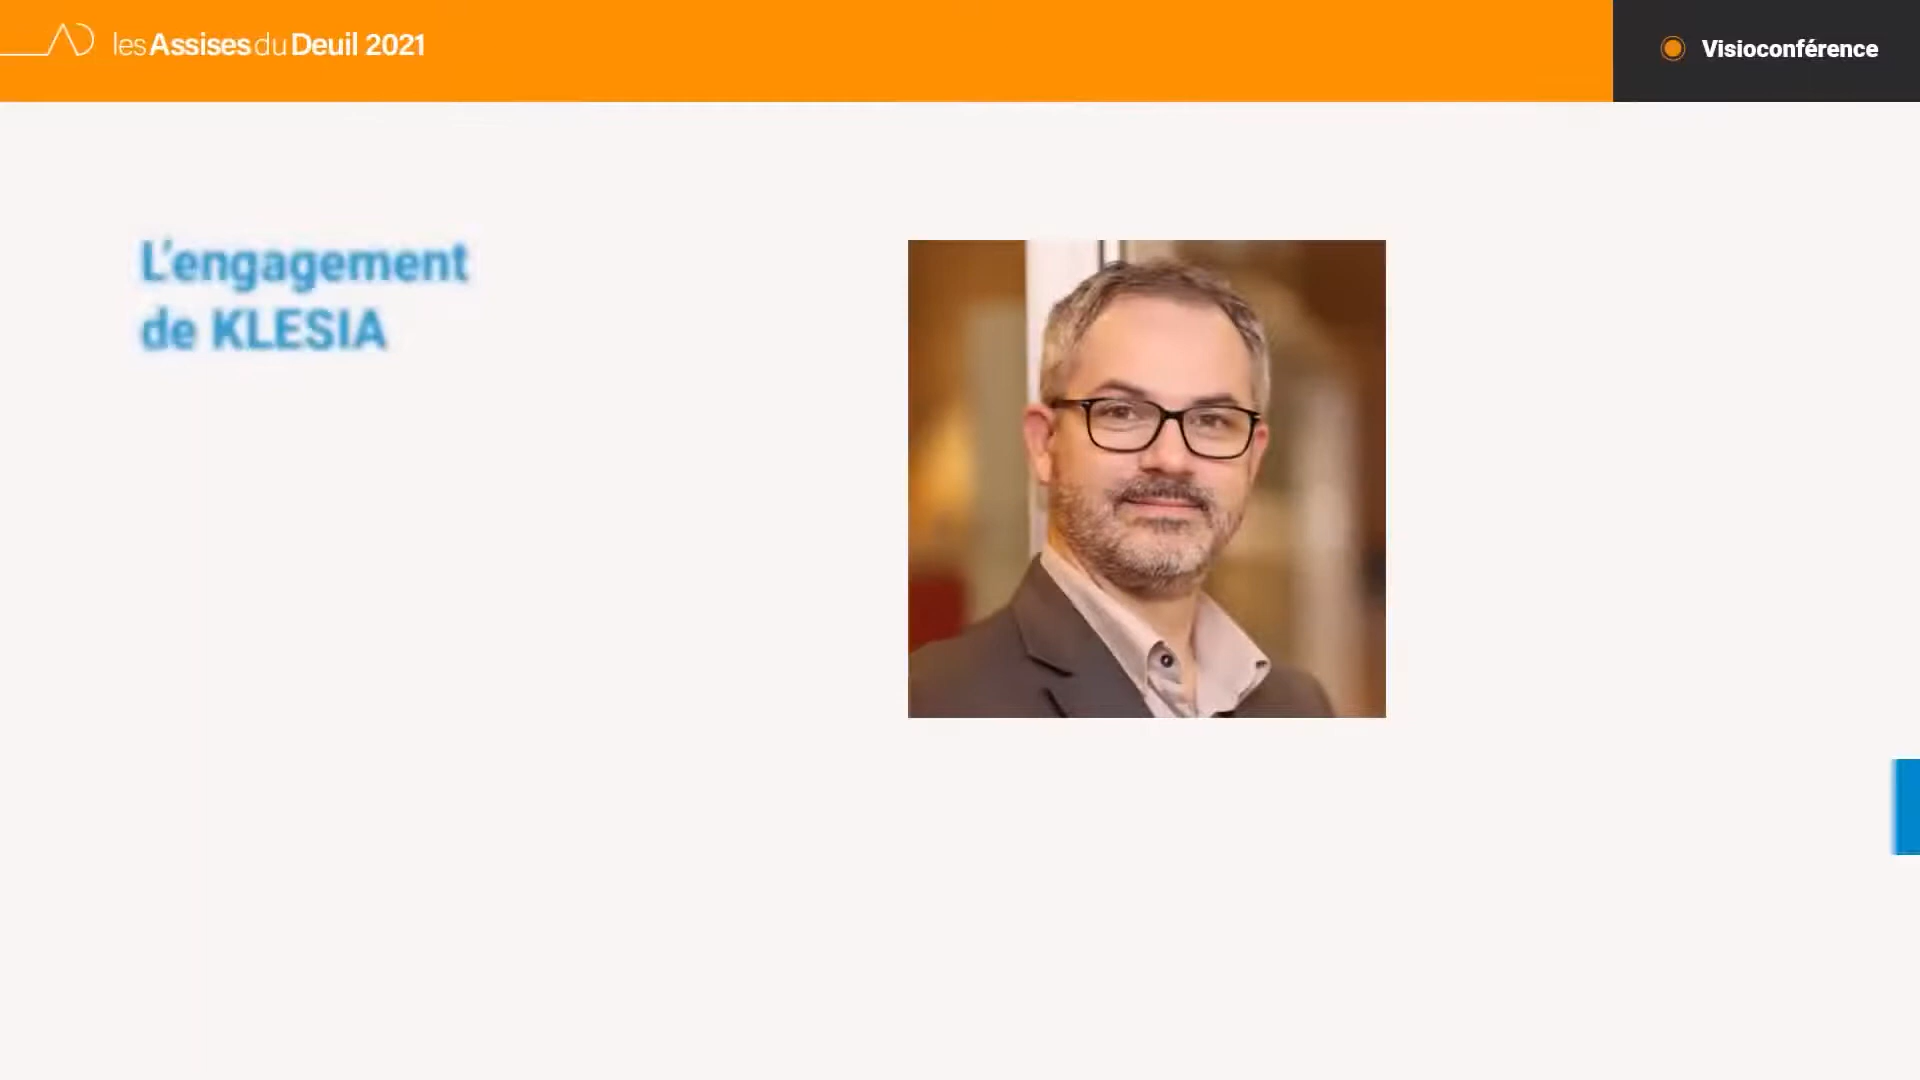 les Assises du Deuil 2021
Visioconférence
L'engagement
de KLESIA